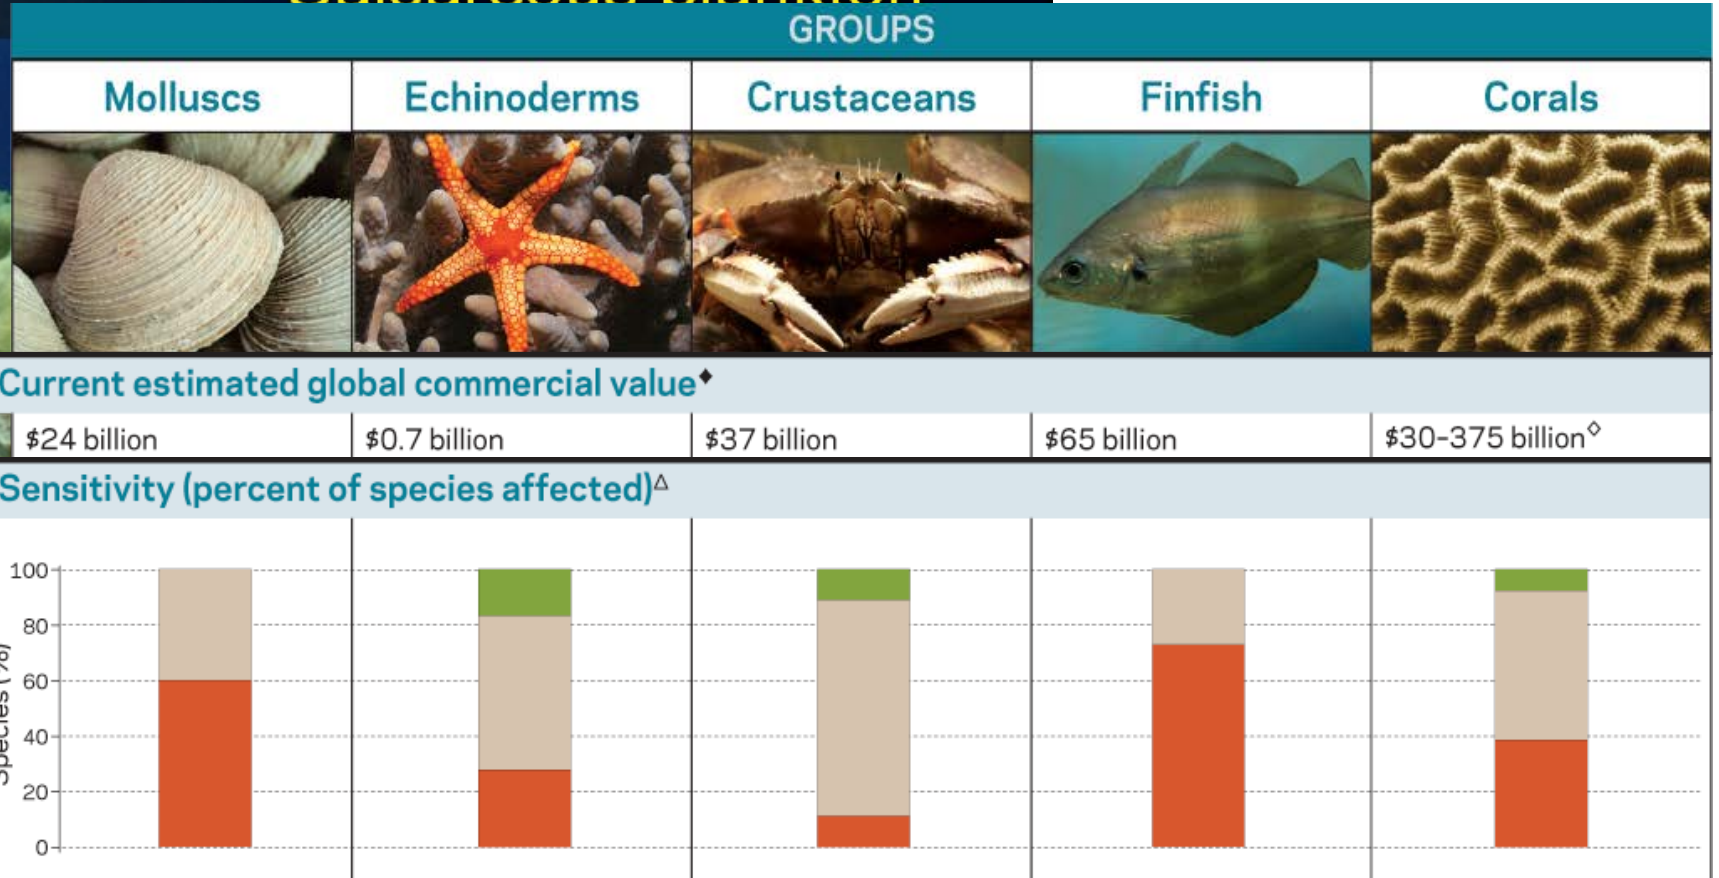 GROUPS
Molluscs Echinoderms Crustaceans Finfish Corals
Current estimated global commercial value♦
$24 billion $0.7 billion $37 billion $65 billion $30-375 billion◇
Sensitivity (percent of species affected)△
100
80
60
40
20
0